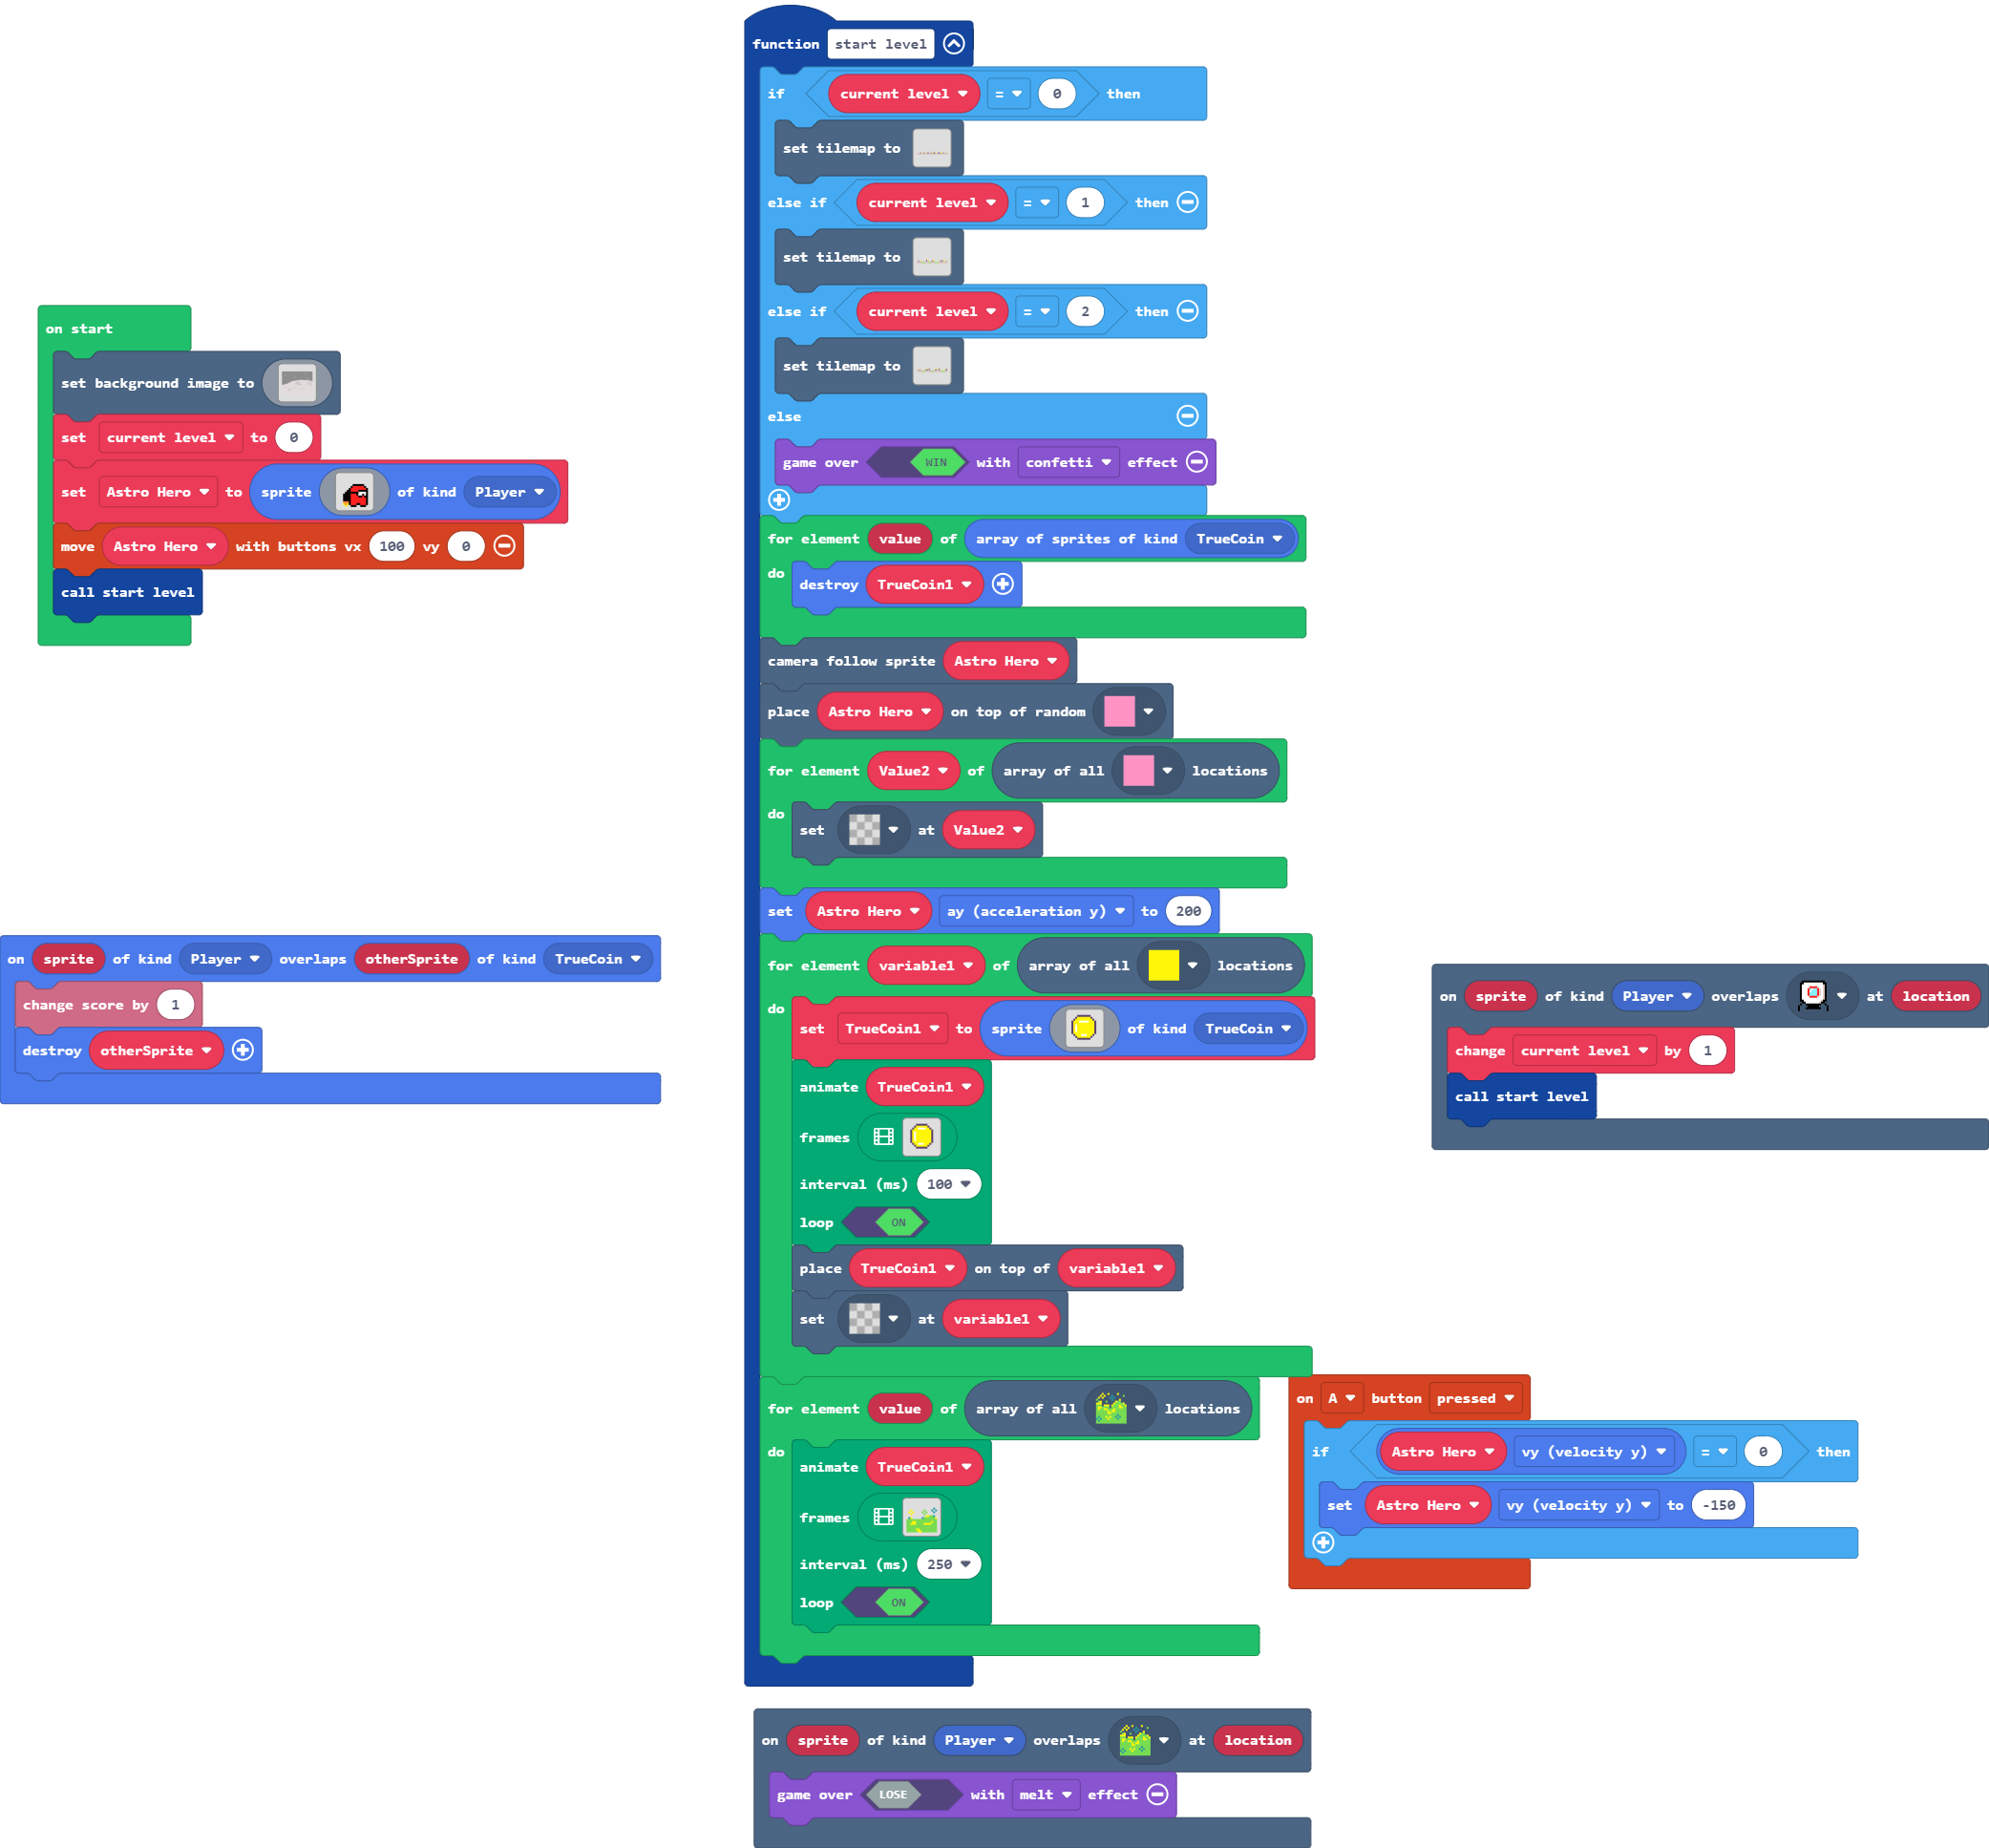 function start level
if current level = 0 then
set tilemap to
else if current level = 1 then
set tilemap to
else if current level = 2 then
set tilemap to
else
game over WIN with confetti effect
for element value of array of sprites of kind TrueCoin
do destroy TrueCoin1
camera follow sprite Astro Hero
place Astro Hero on top of random
for element Value2 of array of all locations
do
set at Value2
set Astro Hero ay (acceleration y) to 200
for element variable1 of array of all locations
do
set TrueCoin1 to sprite of kind TrueCoin
animate TrueCoin1
frames
interval (ms) 100
loop ON
place TrueCoin1 on top of variable1
set at variable1
for element value of array of all locations
do
animate TrueCoin1
frames
interval (ms) 250
loop ON
on start
set background image to
set current level to 0
set Astro Hero to sprite of kind Player
move Astro Hero with buttons vx 100 vy 0
call start level
on sprite of kind Player overlaps otherSprite of kind TrueCoin
change score by 1
destroy otherSprite
on sprite of kind Player overlaps at location
change current level by 1
call start level
on A button pressed
if Astro Hero vy (velocity y) = 0 then
set Astro Hero vy (velocity y) to -150
on sprite of kind Player overlaps at location
game over LOSE with melt effect